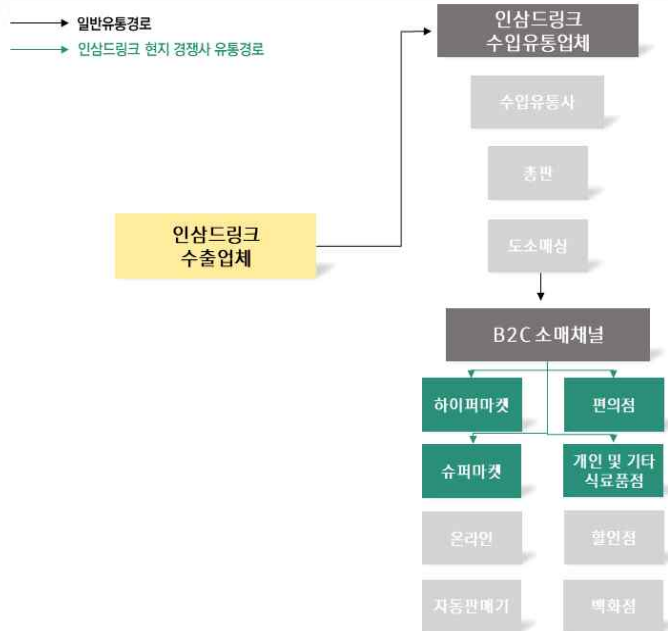 일반유통경로
인삼드링크 현지 경쟁사 유통경로
인삼드링크
수입유통업체
수입유통사
총판
도소매상
인삼드링크
수출업체
B2C 소매채널
하이퍼마켓
편의점
슈퍼마켓
개인 및 기타
식료품점
온라인
할인점
자동판매기
백화점